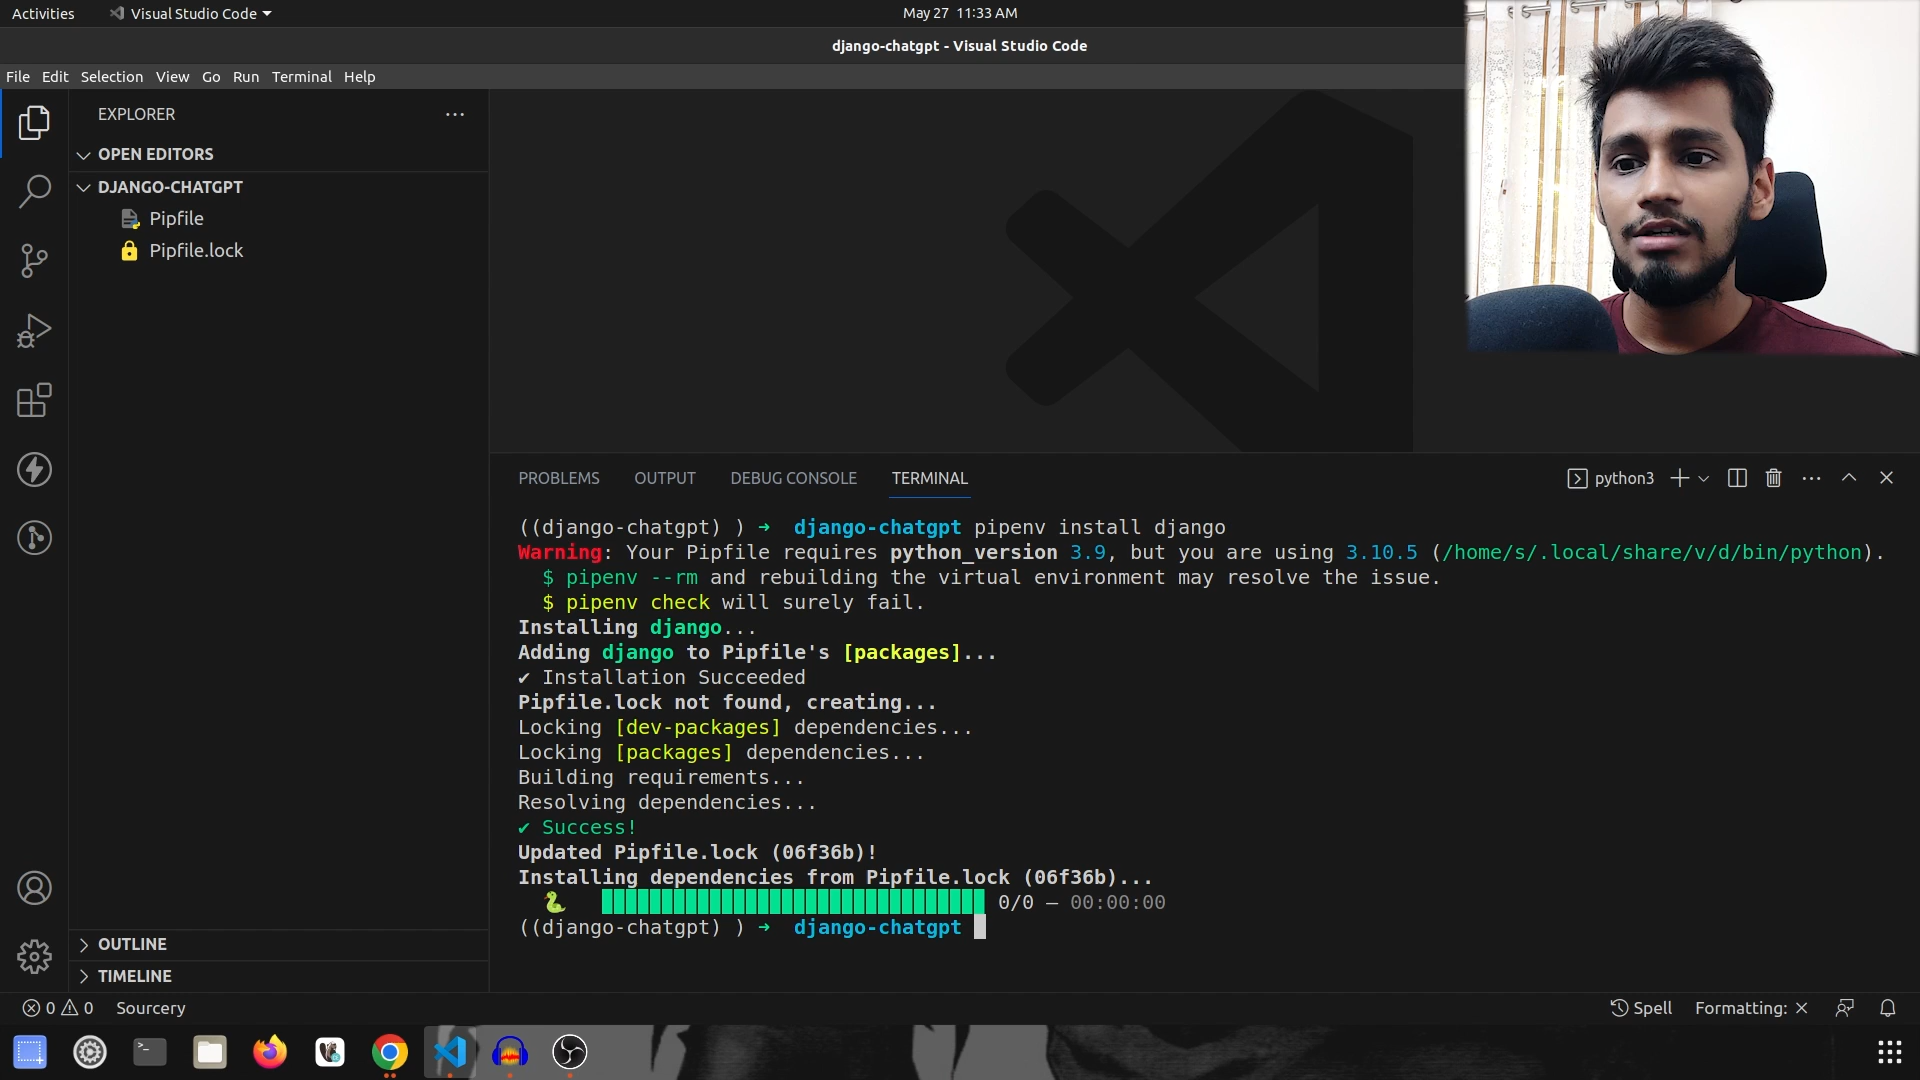 Activities
Visual Studio Code
May 27 11:33 AM
django-chatgpt - Visual Studio Code
File Edit Selection View Go Run Terminal Help
EXPLORER
OPEN EDITORS
DJANGO-CHATGPT
Pipfile
Pipfile.lock
PROBLEMS OUTPUT DEBUG CONSOLE TERMINAL
python3
((django-chatgpt) ) ➜ django-chatgpt pipenv install django
Warning: Your Pipfile requires python_version 3.9, but you are using 3.10.5 (/home/s/.local/share/v/d/bin/python).
$ pipenv --rm and rebuilding the virtual environment may resolve the issue.
$ pipenv check will surely fail.
Installing django...
Adding django to Pipfile's [packages]...
✔ Installation Succeeded
Pipfile.lock not found, creating...
Locking [dev-packages] dependencies...
Locking [packages] dependencies...
Building requirements...
Resolving dependencies...
✔ Success!
Updated Pipfile.lock (06f36b)!
Installing dependencies from Pipfile.lock (06f36b)...
0/0 — 00:00:00
((django-chatgpt) ) ➜ django-chatgpt
OUTLINE
TIMELINE
0 0 Sourcery
Spell Formatting: ✕